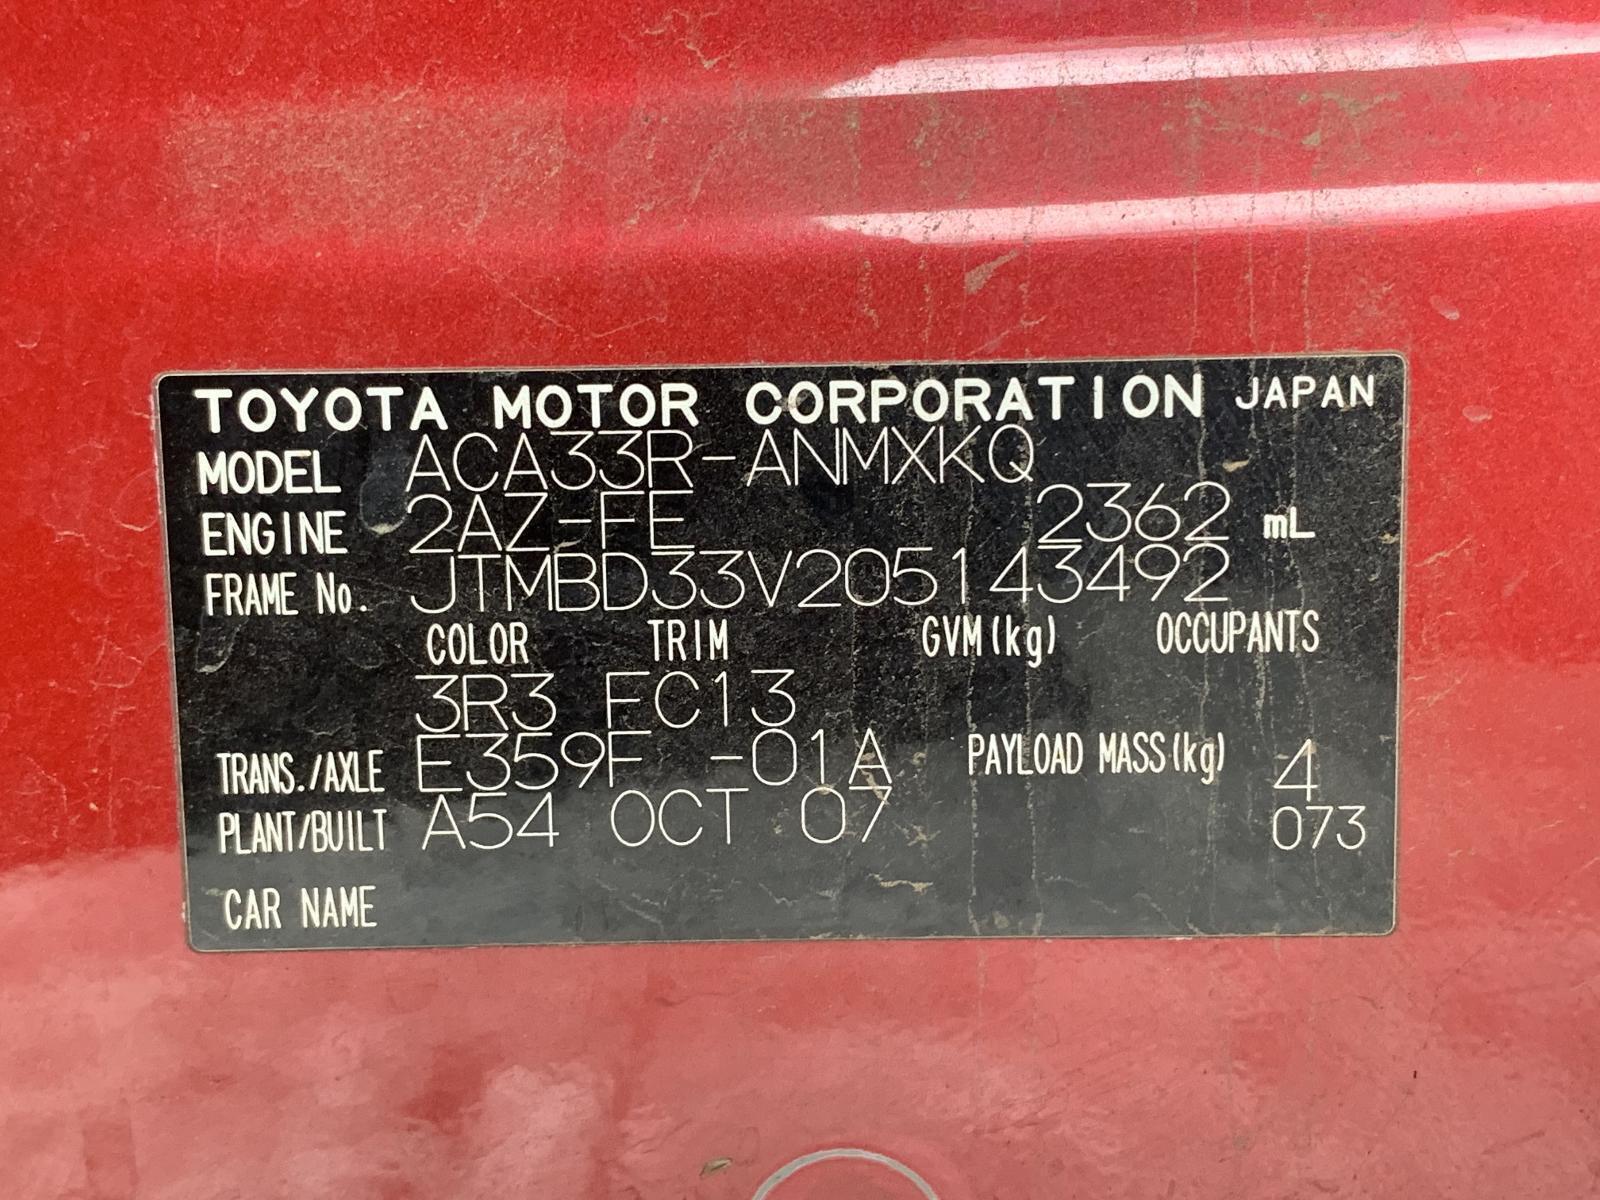 TOYOTA MOTOR CORPORATION JAPAN
MODEL ACA33R-ANMXKQ
ENGINE 2AZ-FE 2362 mL
FRAME No. JTMBD33V205143492
COLOR TRIM GVM(kg) OCCUPANTS
3R3 FC13
TRANS./AXLE E359F -01A PAYLOAD MASS(kg) 4
PLANT/BUILT A54 OCT 07 073
CAR NAME